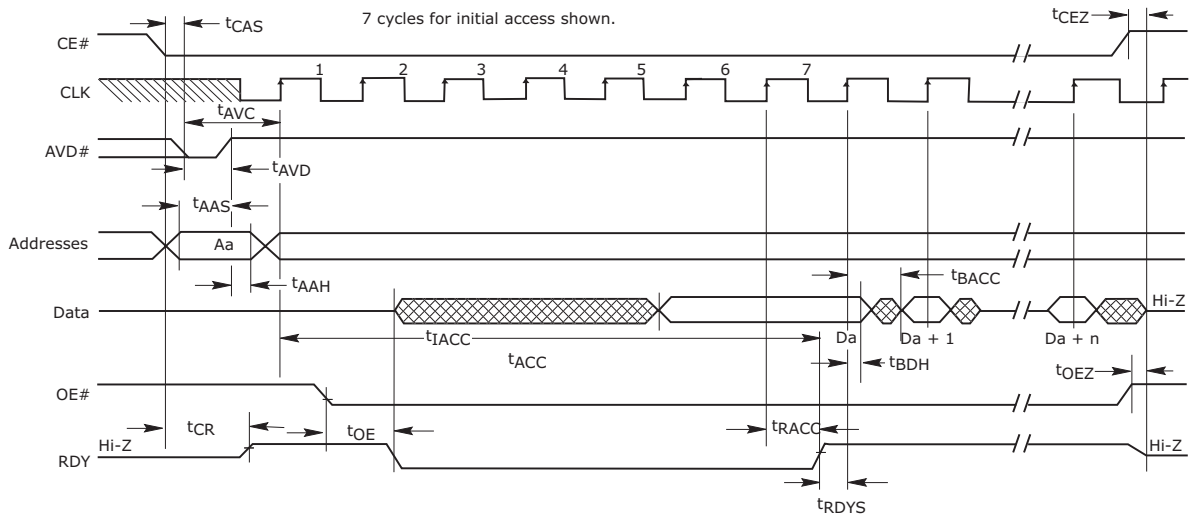 7 cycles for initial access shown.
tCAS
tCEZ
CE#
1 2 3 4 5 6 7
CLK
tAVC
AVD#
tAVD
tAAS
Addresses
Aa
tBACC
tAAH
Data
Hi-Z
tIACC
Da
Da + 1
Da + n
tACC
tBDH
tOEZ
OE#
tCR
tOE
tRACC
Hi-Z
Hi-Z
RDY
tRDYS